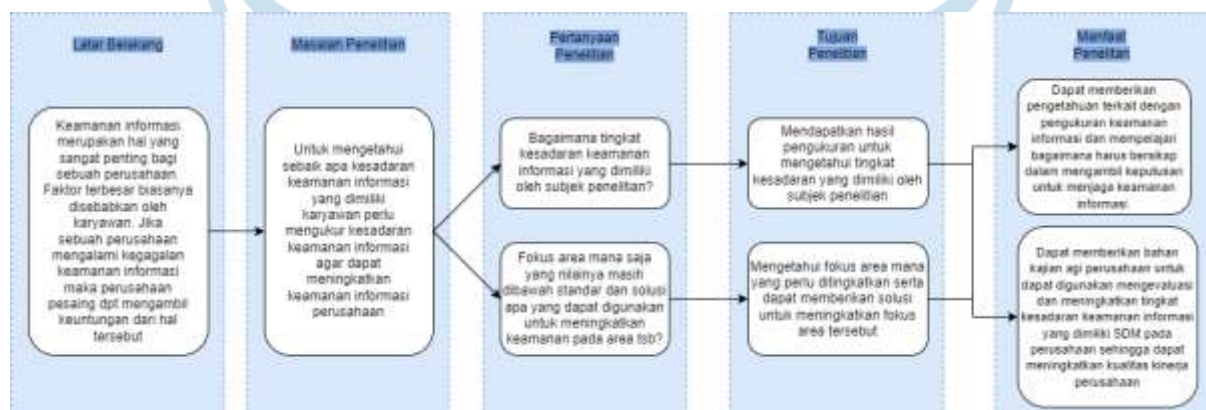 Latar Belakang
Keamanan informasi
merupakan hal yang
sangat penting bagi
sebuah perusahaan.
Faktor terbesar biasanya
disebabkan oleh
karyawan. Jika
sebuah perusahaan
mengalami kegagalan
keamanan informasi
maka perusahaan
pesaing dpt mengambil
keuntungan dari hal
tersebut
Masalah Penelitian
Untuk mengetahui
sebaik apa kesadaran
keamanan informasi
yang dimiliki
karyawan perlu
mengukur kesadaran
keamanan informasi
agar dapat
meningkatkan
keamanan informasi
perusahaan
Pertanyaan
Penelitian
Bagaimana tingkat
kesadaran keamanan
informasi yang dimiliki
oleh subjek penelitian?
Fokus area mana saja
yang nilainya masih
dibawah standar dan solusi
apa yang dapat digunakan
untuk meningkatkan
keamanan pada area tsb?
Tujuan
Penelitian
Mendapatkan hasil
pengukuran untuk
mengetahui tingkat
kesadaran yang dimiliki oleh
subjek penelitian
Mengetahui fokus area mana
yang perlu ditingkatkan serta
dapat memberikan solusi
untuk meningkatkan fokus
area tersebut
Manfaat
Penelitan
Dapat memberikan
pengetahuan terkait dengan
pengukuran keamanan
informasi dan mempelajari
bagaimana harus bersikap
dalam mengambil keputusan
untuk menjaga keamanan
informasi.
Dapat memberikan bahan
kajian agi perusahaan untuk
dapat digunakan mengevaluasi
dan meningkatkan tingkat
kesadaran keamanan informasi
yang dimiliki SDM pada
perusahaan sehingga dapat
meningkatkan kualitas kinerja
perusahaan